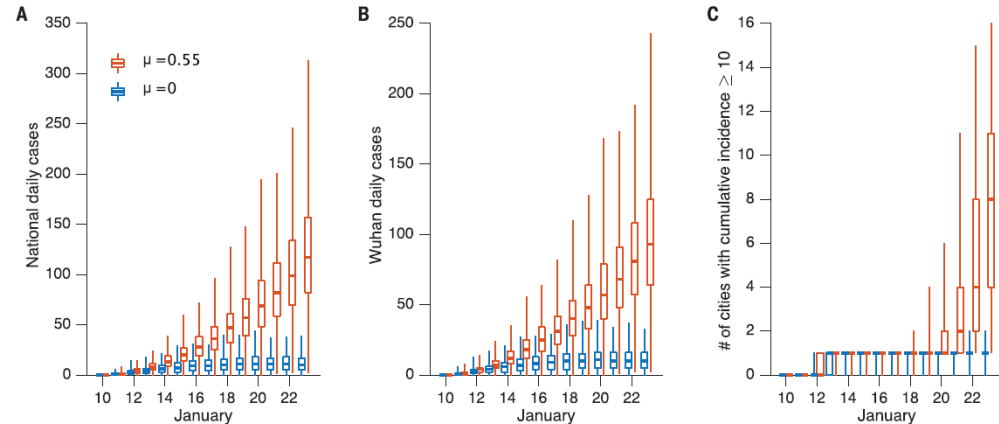 A
National daily cases
350
300
250
200
150
100
50
0
μ =0.55
μ =0
10 12 14 16 18 20 22
January
B
Wuhan daily cases
250
200
150
100
50
0
10 12 14 16 18 20 22
January
C
# of cities with cumulative incidence ≥ 10
16
14
12
10
8
6
4
2
0
10 12 14 16 18 20 22
January